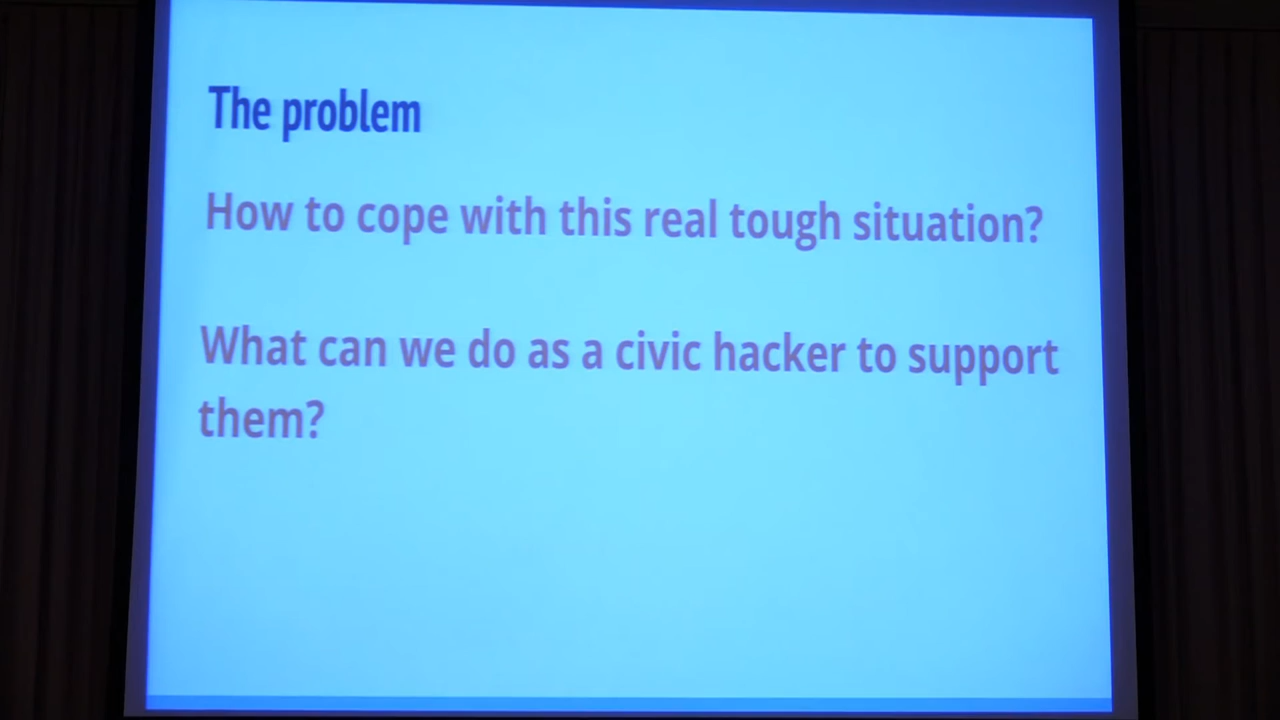 The problem
How to cope with this real tough situation?
What can we do as a civic hacker to support
them?